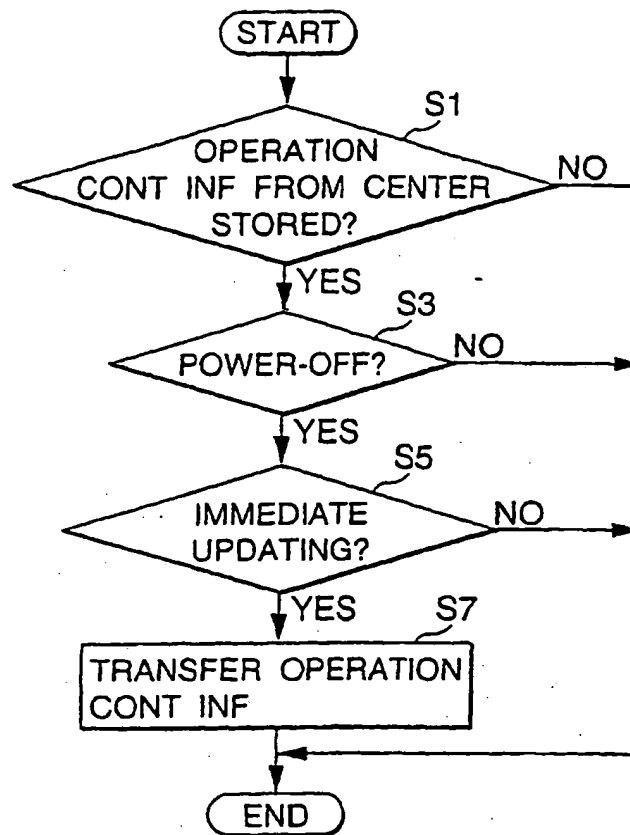 START
S1
OPERATION
CONT INF FROM CENTER
STORED?
NO
YES
S3
POWER-OFF?
NO
YES
S5
IMMEDIATE
UPDATING?
NO
YES
S7
TRANSFER OPERATION
CONT INF
END